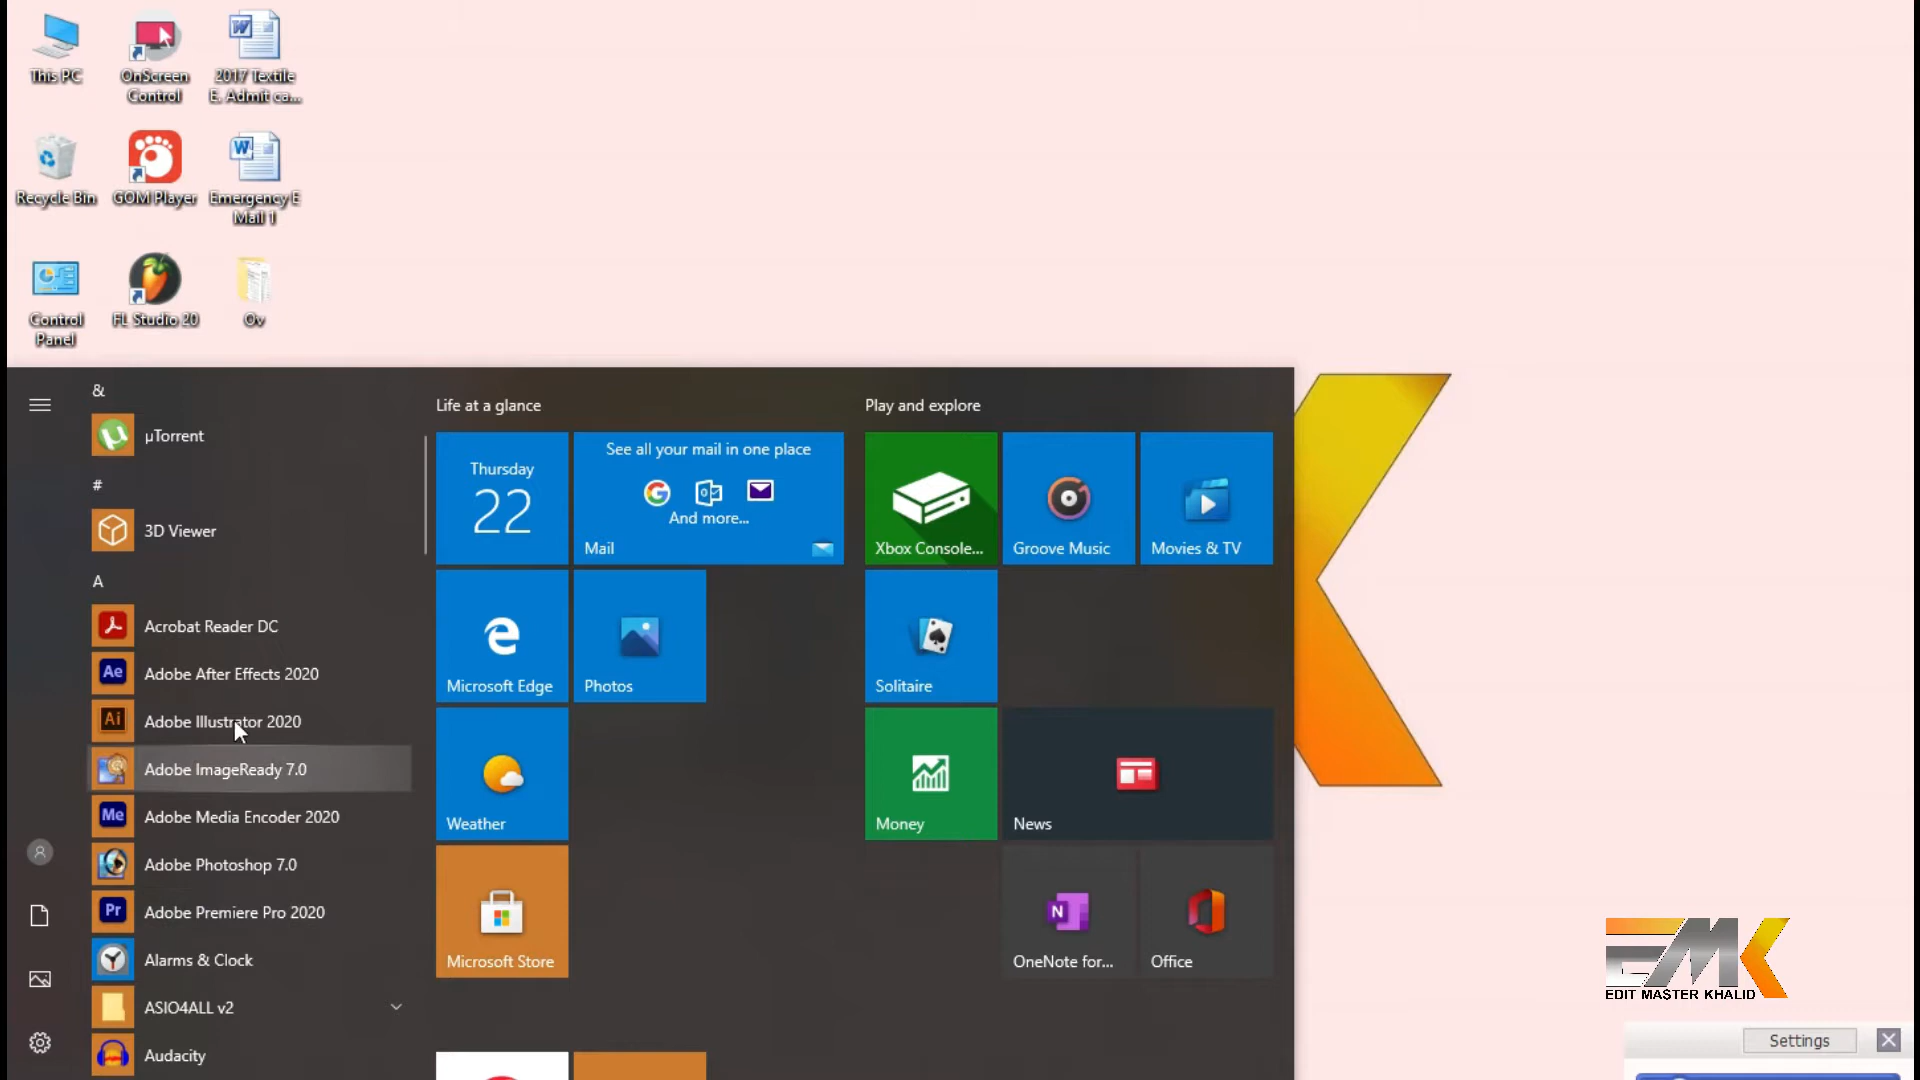 This PC
OnScreen
Control
2017 Textile
E. Admit ca...
Recycle Bin
GOM Player
Emergency E
Mail 1
Control
Panel
FL Studio 20
Ov
&
µTorrent
#
3D Viewer
A
Acrobat Reader DC
Ae
Adobe After Effects 2020
Ai
Adobe Illustrator 2020
Adobe ImageReady 7.0
Me
Adobe Media Encoder 2020
Adobe Photoshop 7.0
Pr
Adobe Premiere Pro 2020
Alarms & Clock
ASIO4ALL v2
Audacity
Life at a glance
Thursday
22
See all your mail in one place
And more...
Mail
Microsoft Edge
Photos
Weather
Microsoft Store
Play and explore
Xbox Console...
Groove Music
Movies & TV
Solitaire
Money
News
N
OneNote for...
Office
EMK
EDIT MASTER KHALID
Settings